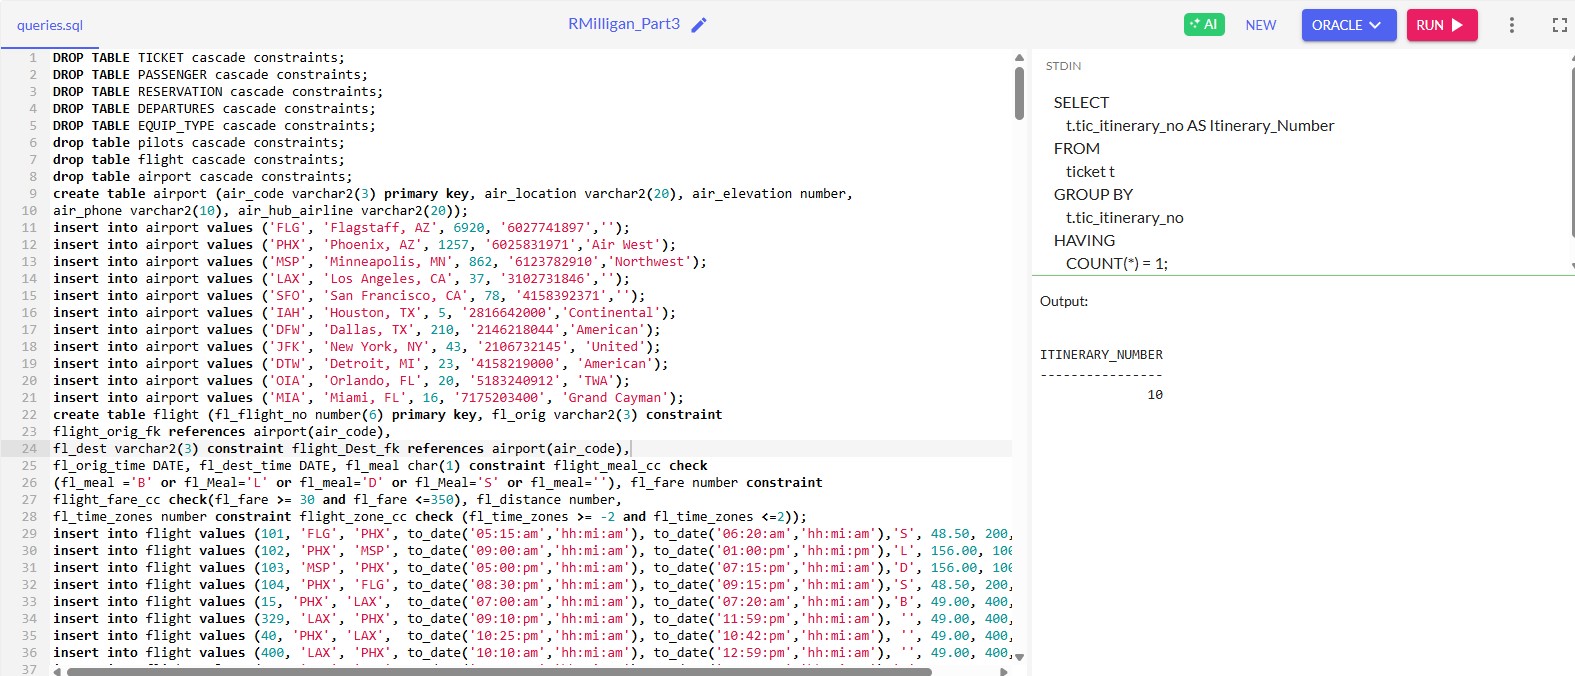 queries.sql
RMilligan_Part3
AI
NEW
ORACLE
RUN
1 DROP TABLE TICKET cascade constraints;
2 DROP TABLE PASSENGER cascade constraints;
3 DROP TABLE RESERVATION cascade constraints;
4 DROP TABLE DEPARTURES cascade constraints;
5 DROP TABLE EQUIP_TYPE cascade constraints;
6 drop table pilots cascade constraints;
7 drop table flight cascade constraints;
8 drop table airport cascade constraints;
9 create table airport (air_code varchar2(3) primary key, air_location varchar2(20), air_elevation number,
10 air_phone varchar2(10), air_hub_airline varchar2(20));
11 insert into airport values ('FLG', 'Flagstaff, AZ', 6920, '6027741897','');
12 insert into airport values ('PHX', 'Phoenix, AZ', 1257, '6025831971','Air West');
13 insert into airport values ('MSP', 'Minneapolis, MN', 862, '6123782910','Northwest');
14 insert into airport values ('LAX', 'Los Angeles, CA', 37, '3102731846','');
15 insert into airport values ('SFO', 'San Francisco, CA', 78, '4158392371','');
16 insert into airport values ('IAH', 'Houston, TX', 5, '2816642000','Continental');
17 insert into airport values ('DFW', 'Dallas, TX', 210, '2146218044','American');
18 insert into airport values ('JFK', 'New York, NY', 43, '2106732145', 'United');
19 insert into airport values ('DTW', 'Detroit, MI', 23, '4158219000', 'American');
20 insert into airport values ('OIA', 'Orlando, FL', 20, '5183240912', 'TWA');
21 insert into airport values ('MIA', 'Miami, FL', 16, '7175203400', 'Grand Cayman');
22 create table flight (fl_flight_no number(6) primary key, fl_orig varchar2(3) constraint
23 flight_orig_fk references airport(air_code),
24 fl_dest varchar2(3) constraint flight_Dest_fk references airport(air_code),
25 fl_orig_time DATE, fl_dest_time DATE, fl_meal char(1) constraint flight_meal_cc check
26 (fl_meal ='B' or fl_Meal='L' or fl_meal='D' or fl_Meal='S' or fl_meal=''), fl_fare number constraint
27 flight_fare_cc check(fl_fare >= 30 and fl_fare <=350), fl_distance number,
28 fl_time_zones number constraint flight_zone_cc check (fl_time_zones >= -2 and fl_time_zones <=2));
29 insert into flight values (101, 'FLG', 'PHX', to_date('05:15:am','hh:mi:am'), to_date('06:20:am','hh:mi:am'),'S', 48.50, 200,
30 insert into flight values (102, 'PHX', 'MSP', to_date('09:00:am','hh:mi:am'), to_date('01:00:pm','hh:mi:pm'),'L', 156.00, 100
31 insert into flight values (103, 'MSP', 'PHX', to_date('05:00:pm','hh:mi:am'), to_date('07:15:pm','hh:mi:am'),'D', 156.00, 100
32 insert into flight values (104, 'PHX', 'FLG', to_date('08:30:pm','hh:mi:am'), to_date('09:15:pm','hh:mi:am'),'S', 48.50, 200,
33 insert into flight values (15, 'PHX', 'LAX', to_date('07:00:am','hh:mi:am'), to_date('07:20:am','hh:mi:am'),'B', 49.00, 400,
34 insert into flight values (329, 'LAX', 'PHX', to_date('09:10:pm','hh:mi:am'), to_date('11:59:pm','hh:mi:am'), '', 49.00, 400,
35 insert into flight values (40, 'PHX', 'LAX', to_date('10:25:pm','hh:mi:am'), to_date('10:42:pm','hh:mi:am'), '', 49.00, 400,
36 insert into flight values (400, 'LAX', 'PHX', to_date('10:10:am','hh:mi:am'), to_date('12:59:pm','hh:mi:am'), '', 49.00, 400,
37
STDIN
SELECT
t.tic_itinerary_no AS Itinerary_Number
FROM
ticket t
GROUP BY
t.tic_itinerary_no
HAVING
COUNT(*) = 1;
Output:
ITINERARY_NUMBER
----------------
10